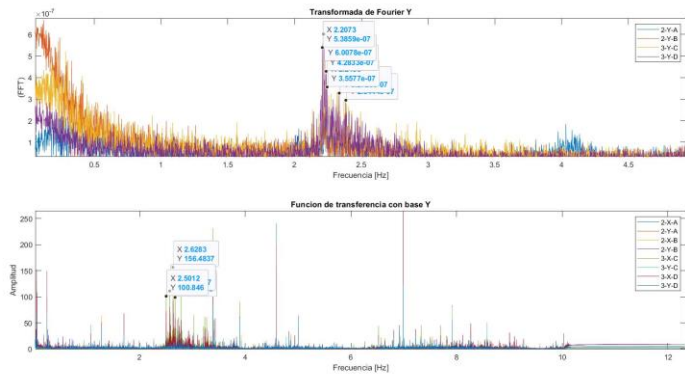 Transformada de Fourier Y
×10-7
6
5
4
3
2
1
(FFT)
X 2.2073
Y 5.3859e-07
Y 6.0078e-07
Y 4.2833e-07
Y 3.5577e-07
2-Y-A
2-Y-B
3-Y-C
3-Y-D
0.5 1 1.5 2 2.5 3 3.5 4 4.5
Frecuencia [Hz]
Funcion de transferencia con base Y
250
200
150
100
50
0
Amplitud
X 2.6283
Y 156.4837
X 2.5012
Y 100.846
2-X-A
2-Y-A
2-X-B
2-Y-B
3-X-C
3-Y-C
3-X-D
3-Y-D
2 4 6 8 10 12
Frecuencia [Hz]